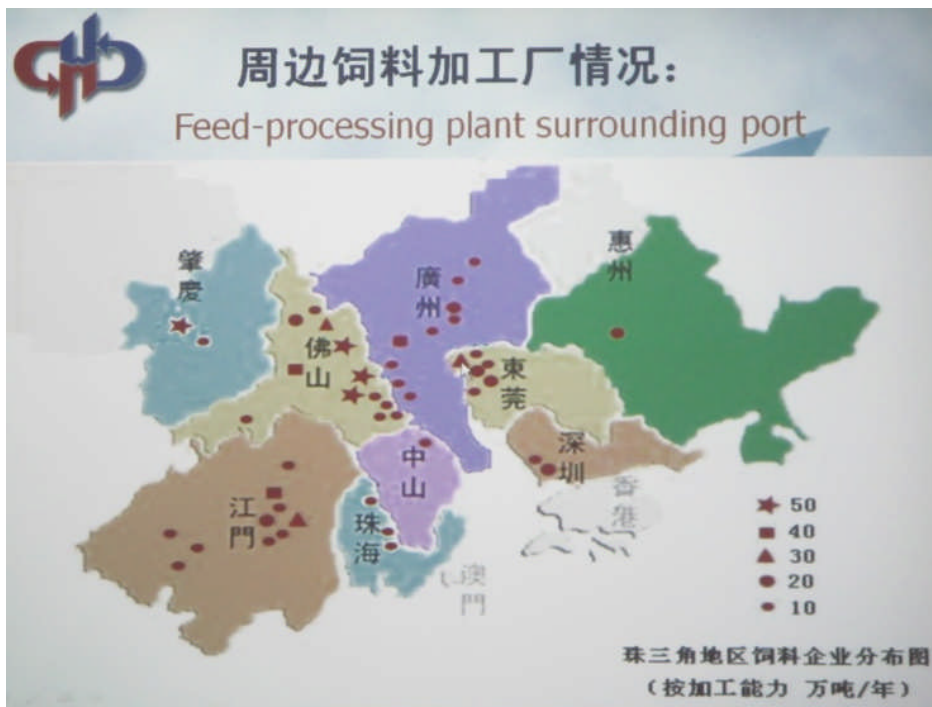 周边饲料加工厂情况：
Feed-processing plant surrounding port
肇慶
廣州
惠州
佛山
東莞
中山
深圳
江門
珠海
香港
澳門
50
40
30
20
10
珠三角地区饲料企业分布图
（按加工能力 万吨/年）